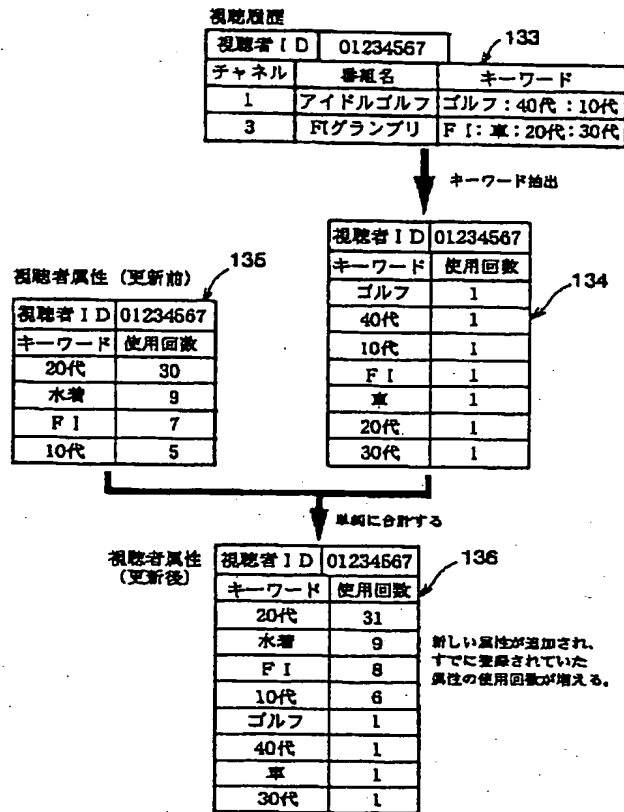 視聴履歴
視聴者ID 01234567
133
チャネル 番組名 キーワード
1 アイドルゴルフ ゴルフ:40代:10代
3 FIグランプリ FI:車:20代:30代
キーワード抽出
視聴者ID 01234567
キーワード 使用回数
ゴルフ 1
40代 1
10代 1
FI 1
車 1
20代 1
30代 1
134
視聴者属性(更新前)
135
視聴者ID 01234567
キーワード 使用回数
20代 30
水着 9
FI 7
10代 5
単純に合計する
視聴者属性
(更新後)
視聴者ID 01234567
136
キーワード 使用回数
20代 31
水着 9
FI 8
10代 6
ゴルフ 1
40代 1
車 1
30代 1
新しい属性が追加され、
すでに登録されていた
属性の使用回数が増える。